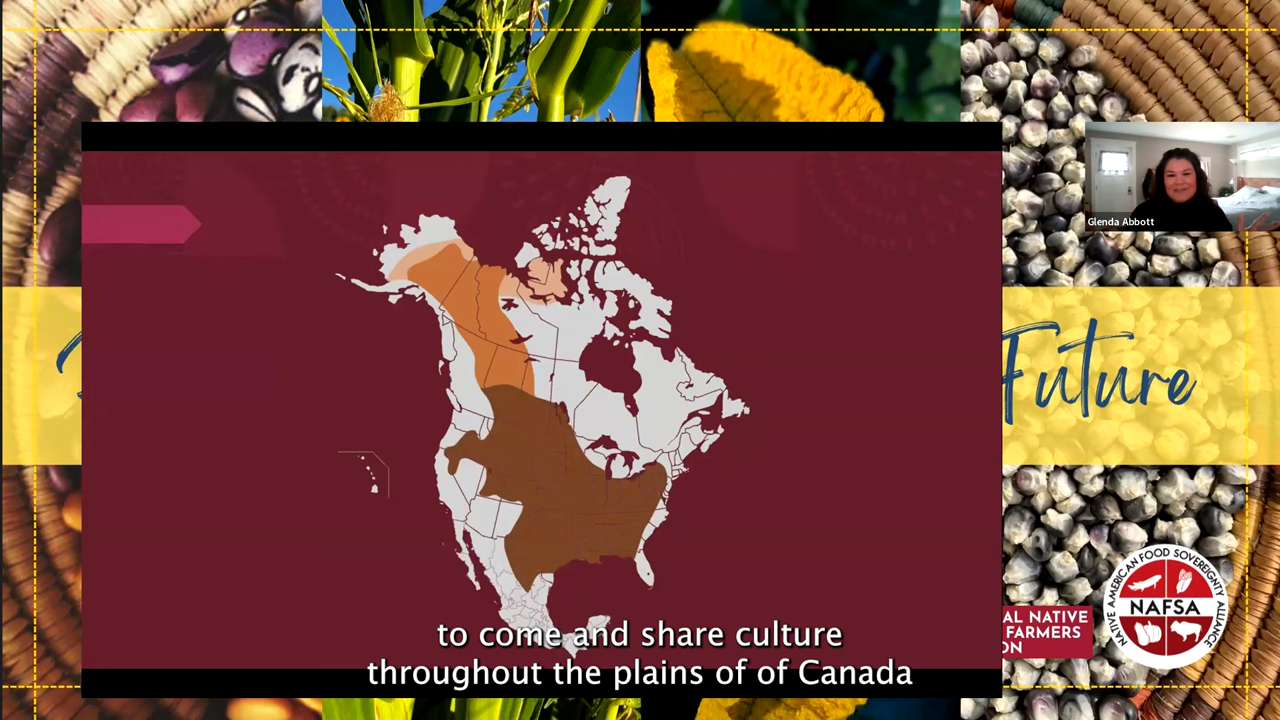 Glenda Abbott
Future
NATIVE AMERICAN FOOD SOVEREIGNTY ALLIANCE
NAFSA
AL NATIVE
FARMERS
ON
to come and share culture
throughout the plains of of Canada